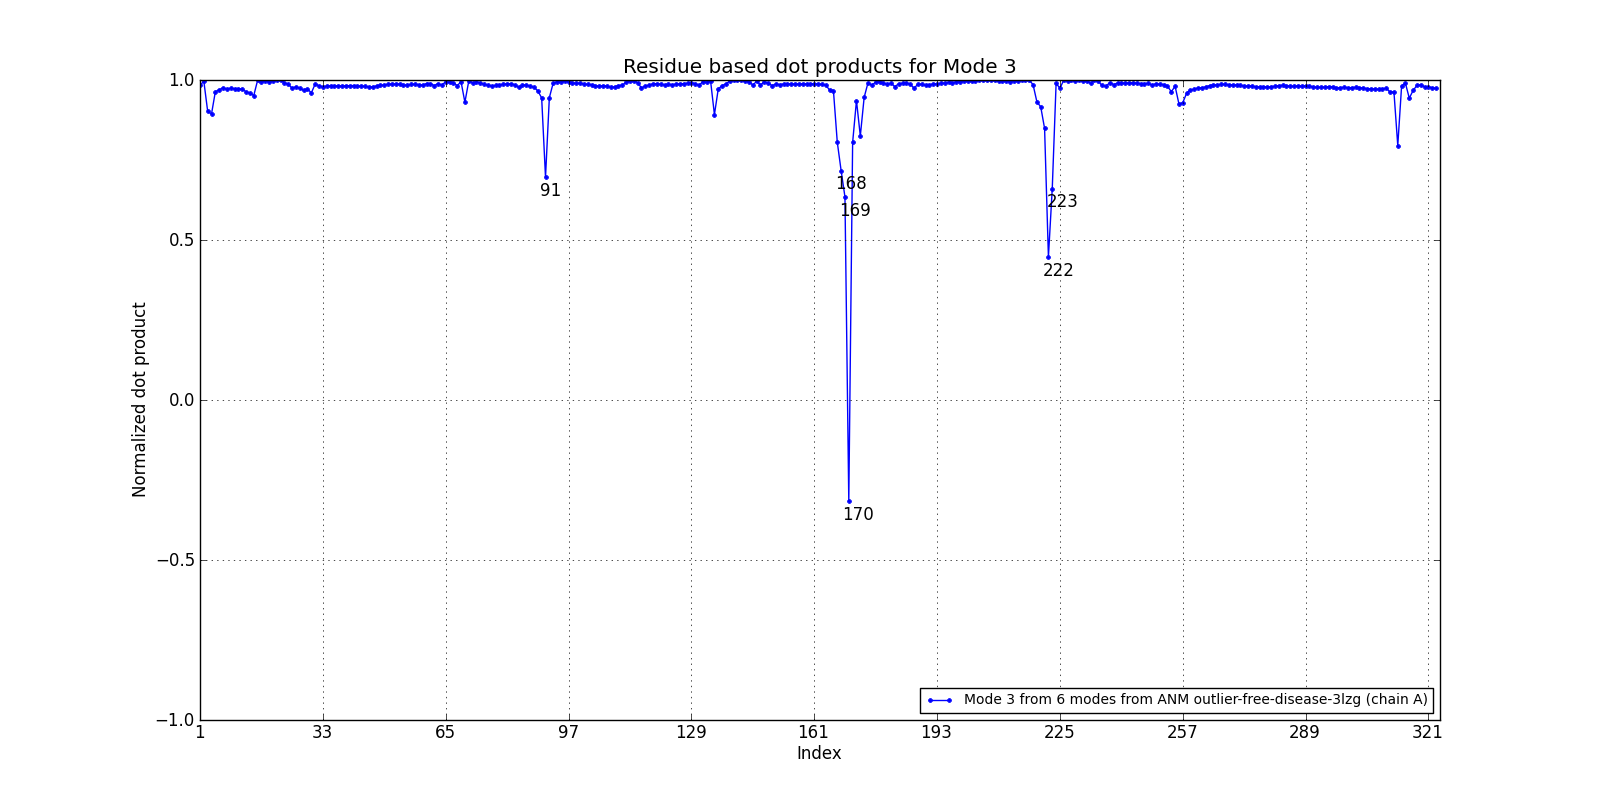 Residue based dot products for Mode 3
1.0
0.5
0.0
−0.5
−1.0
Normalized dot product
91
168
169
170
223
222
Mode 3 from 6 modes from ANM outlier-free-disease-3lzg (chain A)
1 33 65 97 129 161 193 225 257 289 321
Index